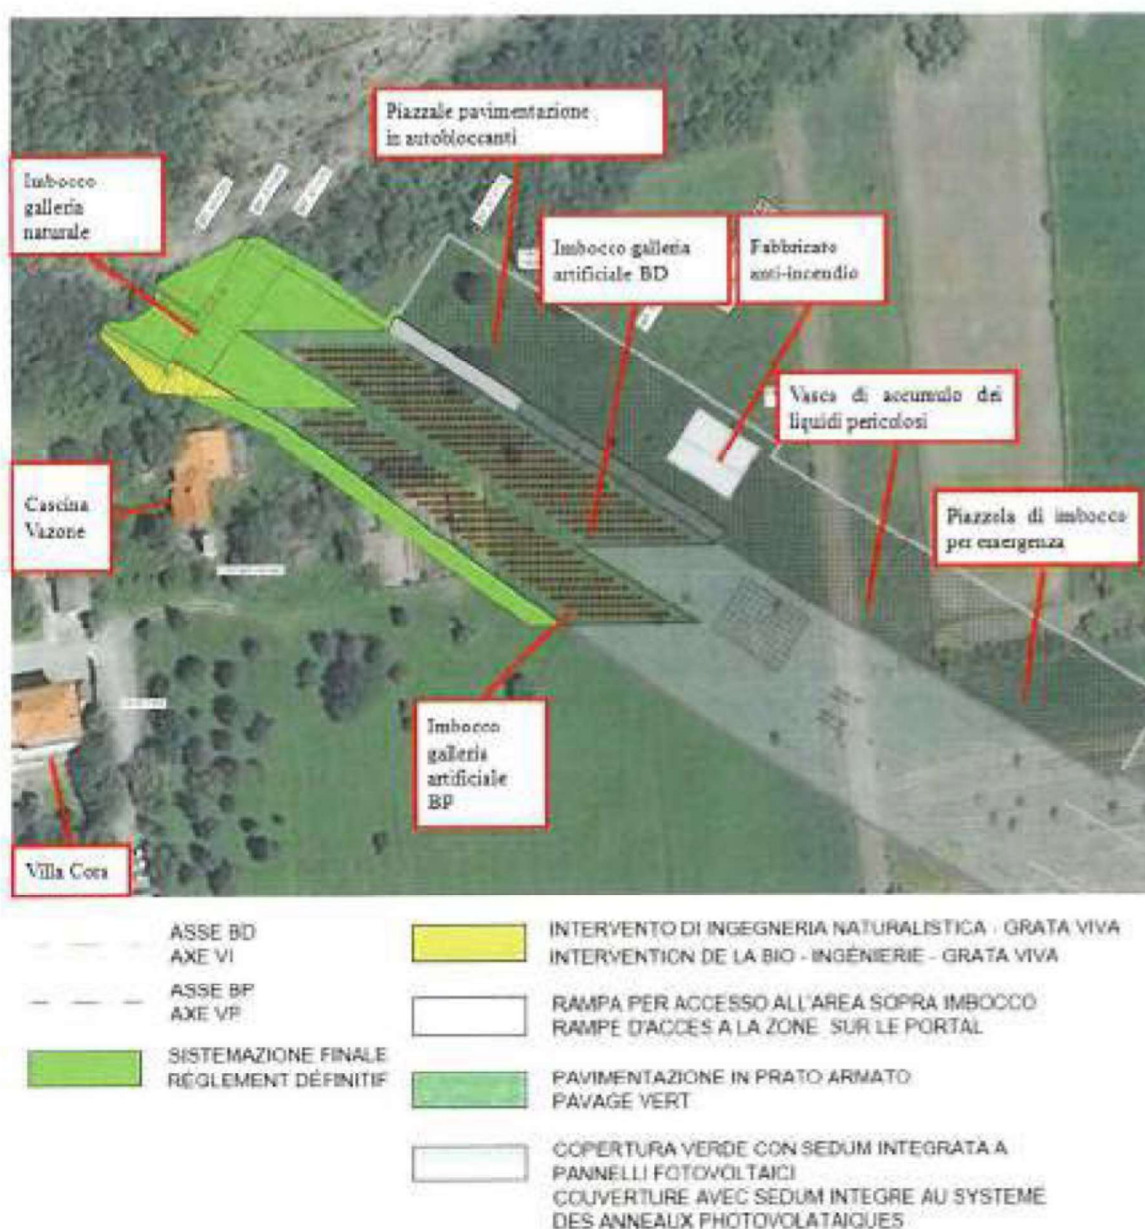 Piazzale pavimentazione
in autobloccanti
Imbocco
galleria
naturale
Imbocco galleria
artificiale BD
Fabbricato
anti-incendio
Vasca di accumulo dei
liquidi pericolosi
Cascina
Vazone
Piazzola di imbocco
per emergenza
Imbocco
galleria
artificiale
BP
Villa Cora
ASSE BD
AXE VI
ASSE BP
AXE VP
SISTEMAZIONE FINALE
RÉGLEMENT DÉFINITIF
INTERVENTO DI INGEGNERIA NATURALISTICA - GRATA VIVA
INTERVENTION DE LA BIO - INGÉNIERIE - GRATA VIVA
RAMPA PER ACCESSO ALL'AREA SOPRA IMBOCCO
RAMPE D'ACCES A LA ZONE SUR LE PORTAL
PAVIMENTAZIONE IN PRATO ARMATO
PAVAGE VERT
COPERTURA VERDE CON SEDUM INTEGRATA A
PANNELLI FOTOVOLTAICI
COUVERTURE AVEC SEDUM INTEGRE AU SYSTEME
DES ANNEAUX PHOTOVOLATAIQUES